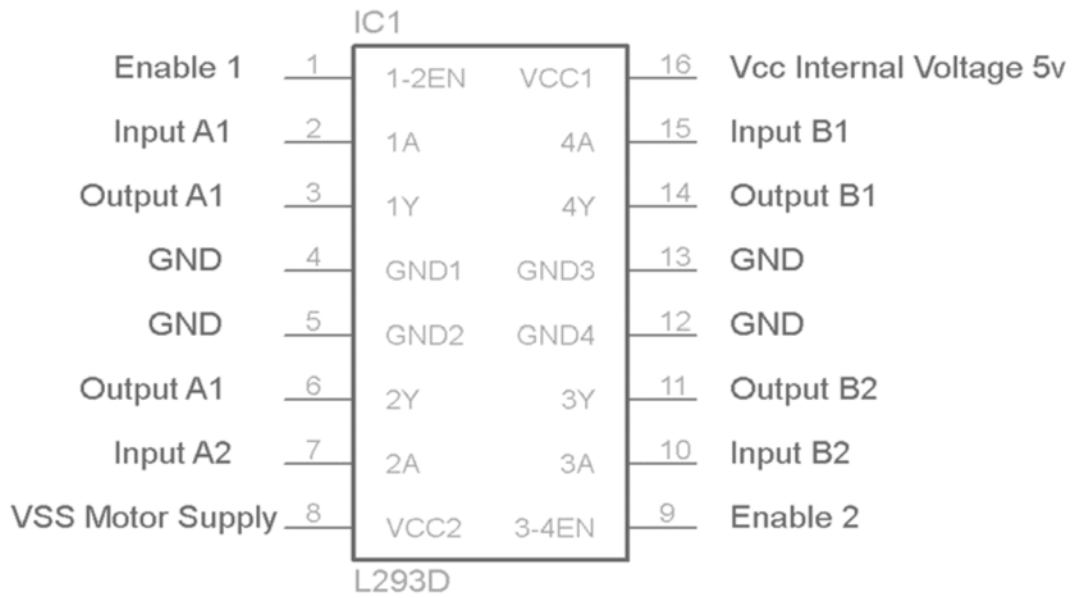 IC1
Enable 1 1 1-2EN VCC1 16 Vcc Internal Voltage 5v
Input A1 2 1A 4A 15 Input B1
Output A1 3 1Y 4Y 14 Output B1
GND 4 GND1 GND3 13 GND
GND 5 GND2 GND4 12 GND
Output A1 6 2Y 3Y 11 Output B2
Input A2 7 2A 3A 10 Input B2
VSS Motor Supply 8 VCC2 3-4EN 9 Enable 2
L293D